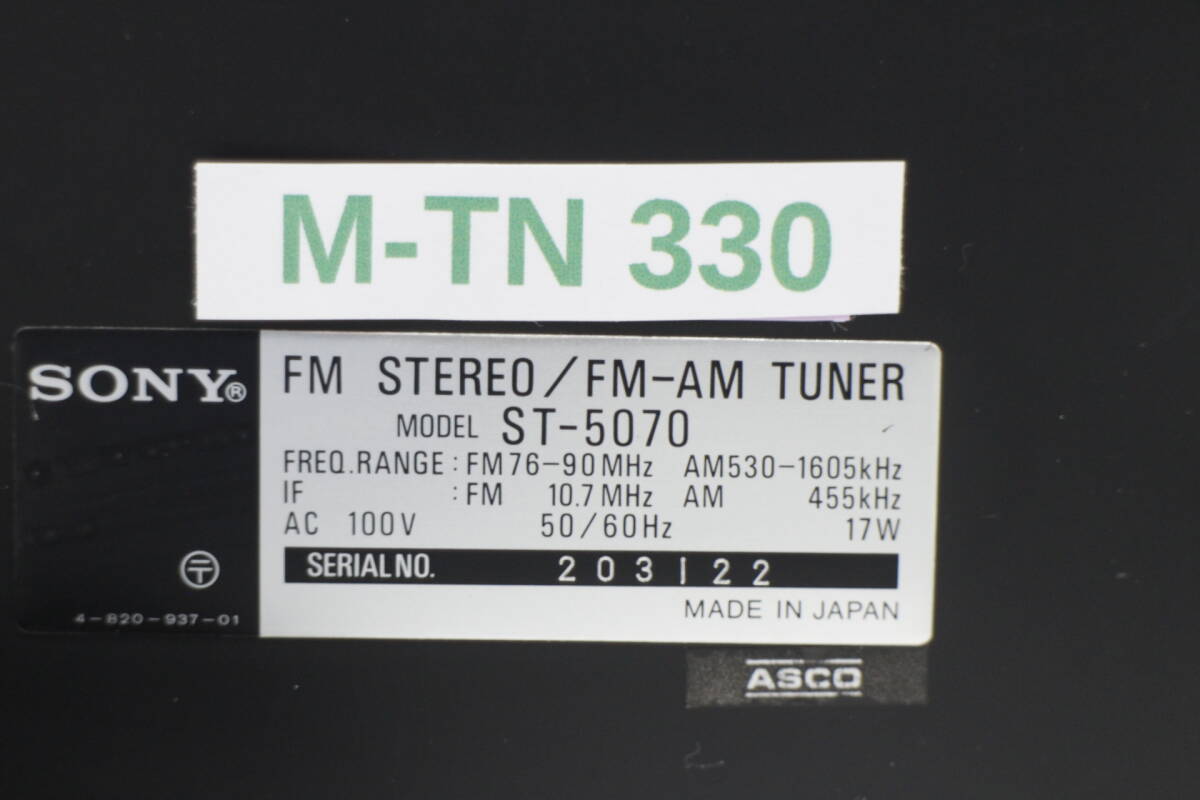 M-TN 330
SONY®
FM STEREO/FM-AM TUNER
MODEL ST-5070
FREQ.RANGE : FM76-90MHz AM530-1605kHz
IF : FM 10.7MHz AM 455kHz
AC 100V 50/60Hz 17W
SERIAL NO. 203122
MADE IN JAPAN
4-820-937-01
ASCO